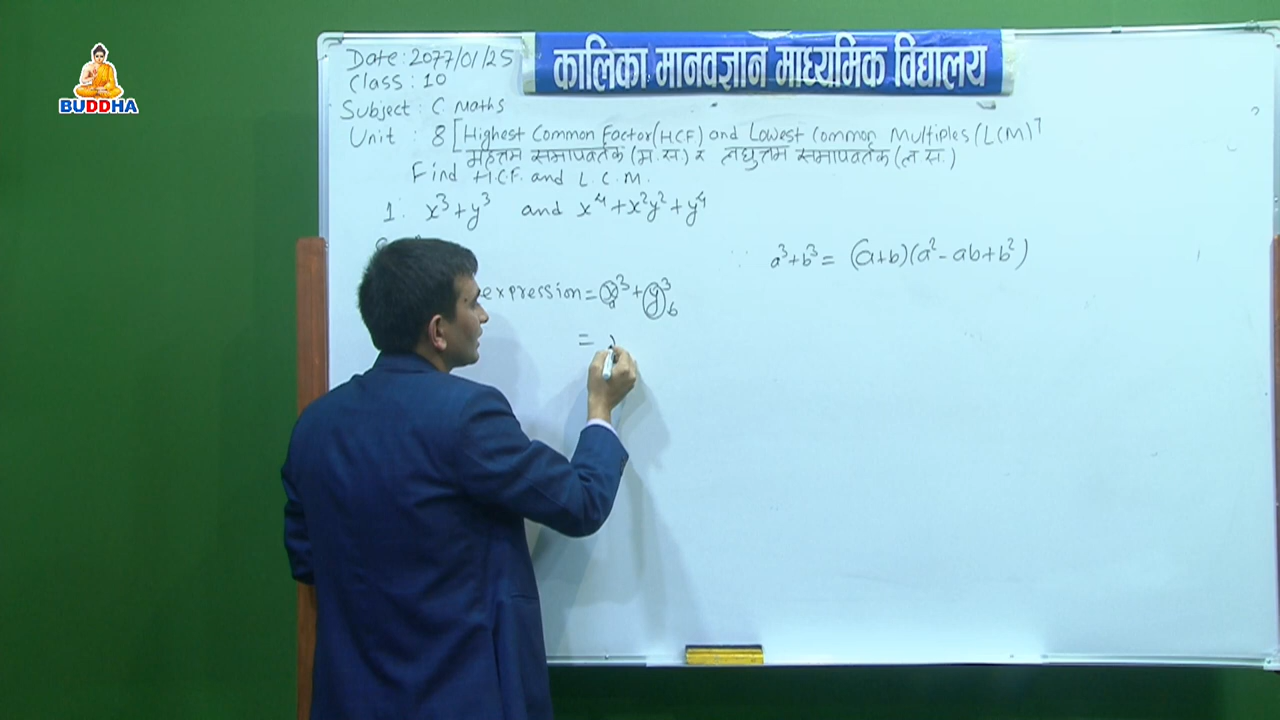 BUDDHA
कालिका मानवज्ञान माध्यमिक विद्यालय
Date: 2077/01/25
Class: 10
Subject: C. Maths
Unit : 8 [Highest Common Factor (HCF) and Lowest Common Multiples (LCM)]
महत्तम समापवर्तक (म.स.) र लघुत्तम समापवर्तक (ल.स.)
Find H.C.F. and L.C.M.
1. x³+y³ and x⁴+x²y²+y⁴
∵ a³+b³ = (a+b)(a²-ab+b²)
expression = x³+y³
a b
=